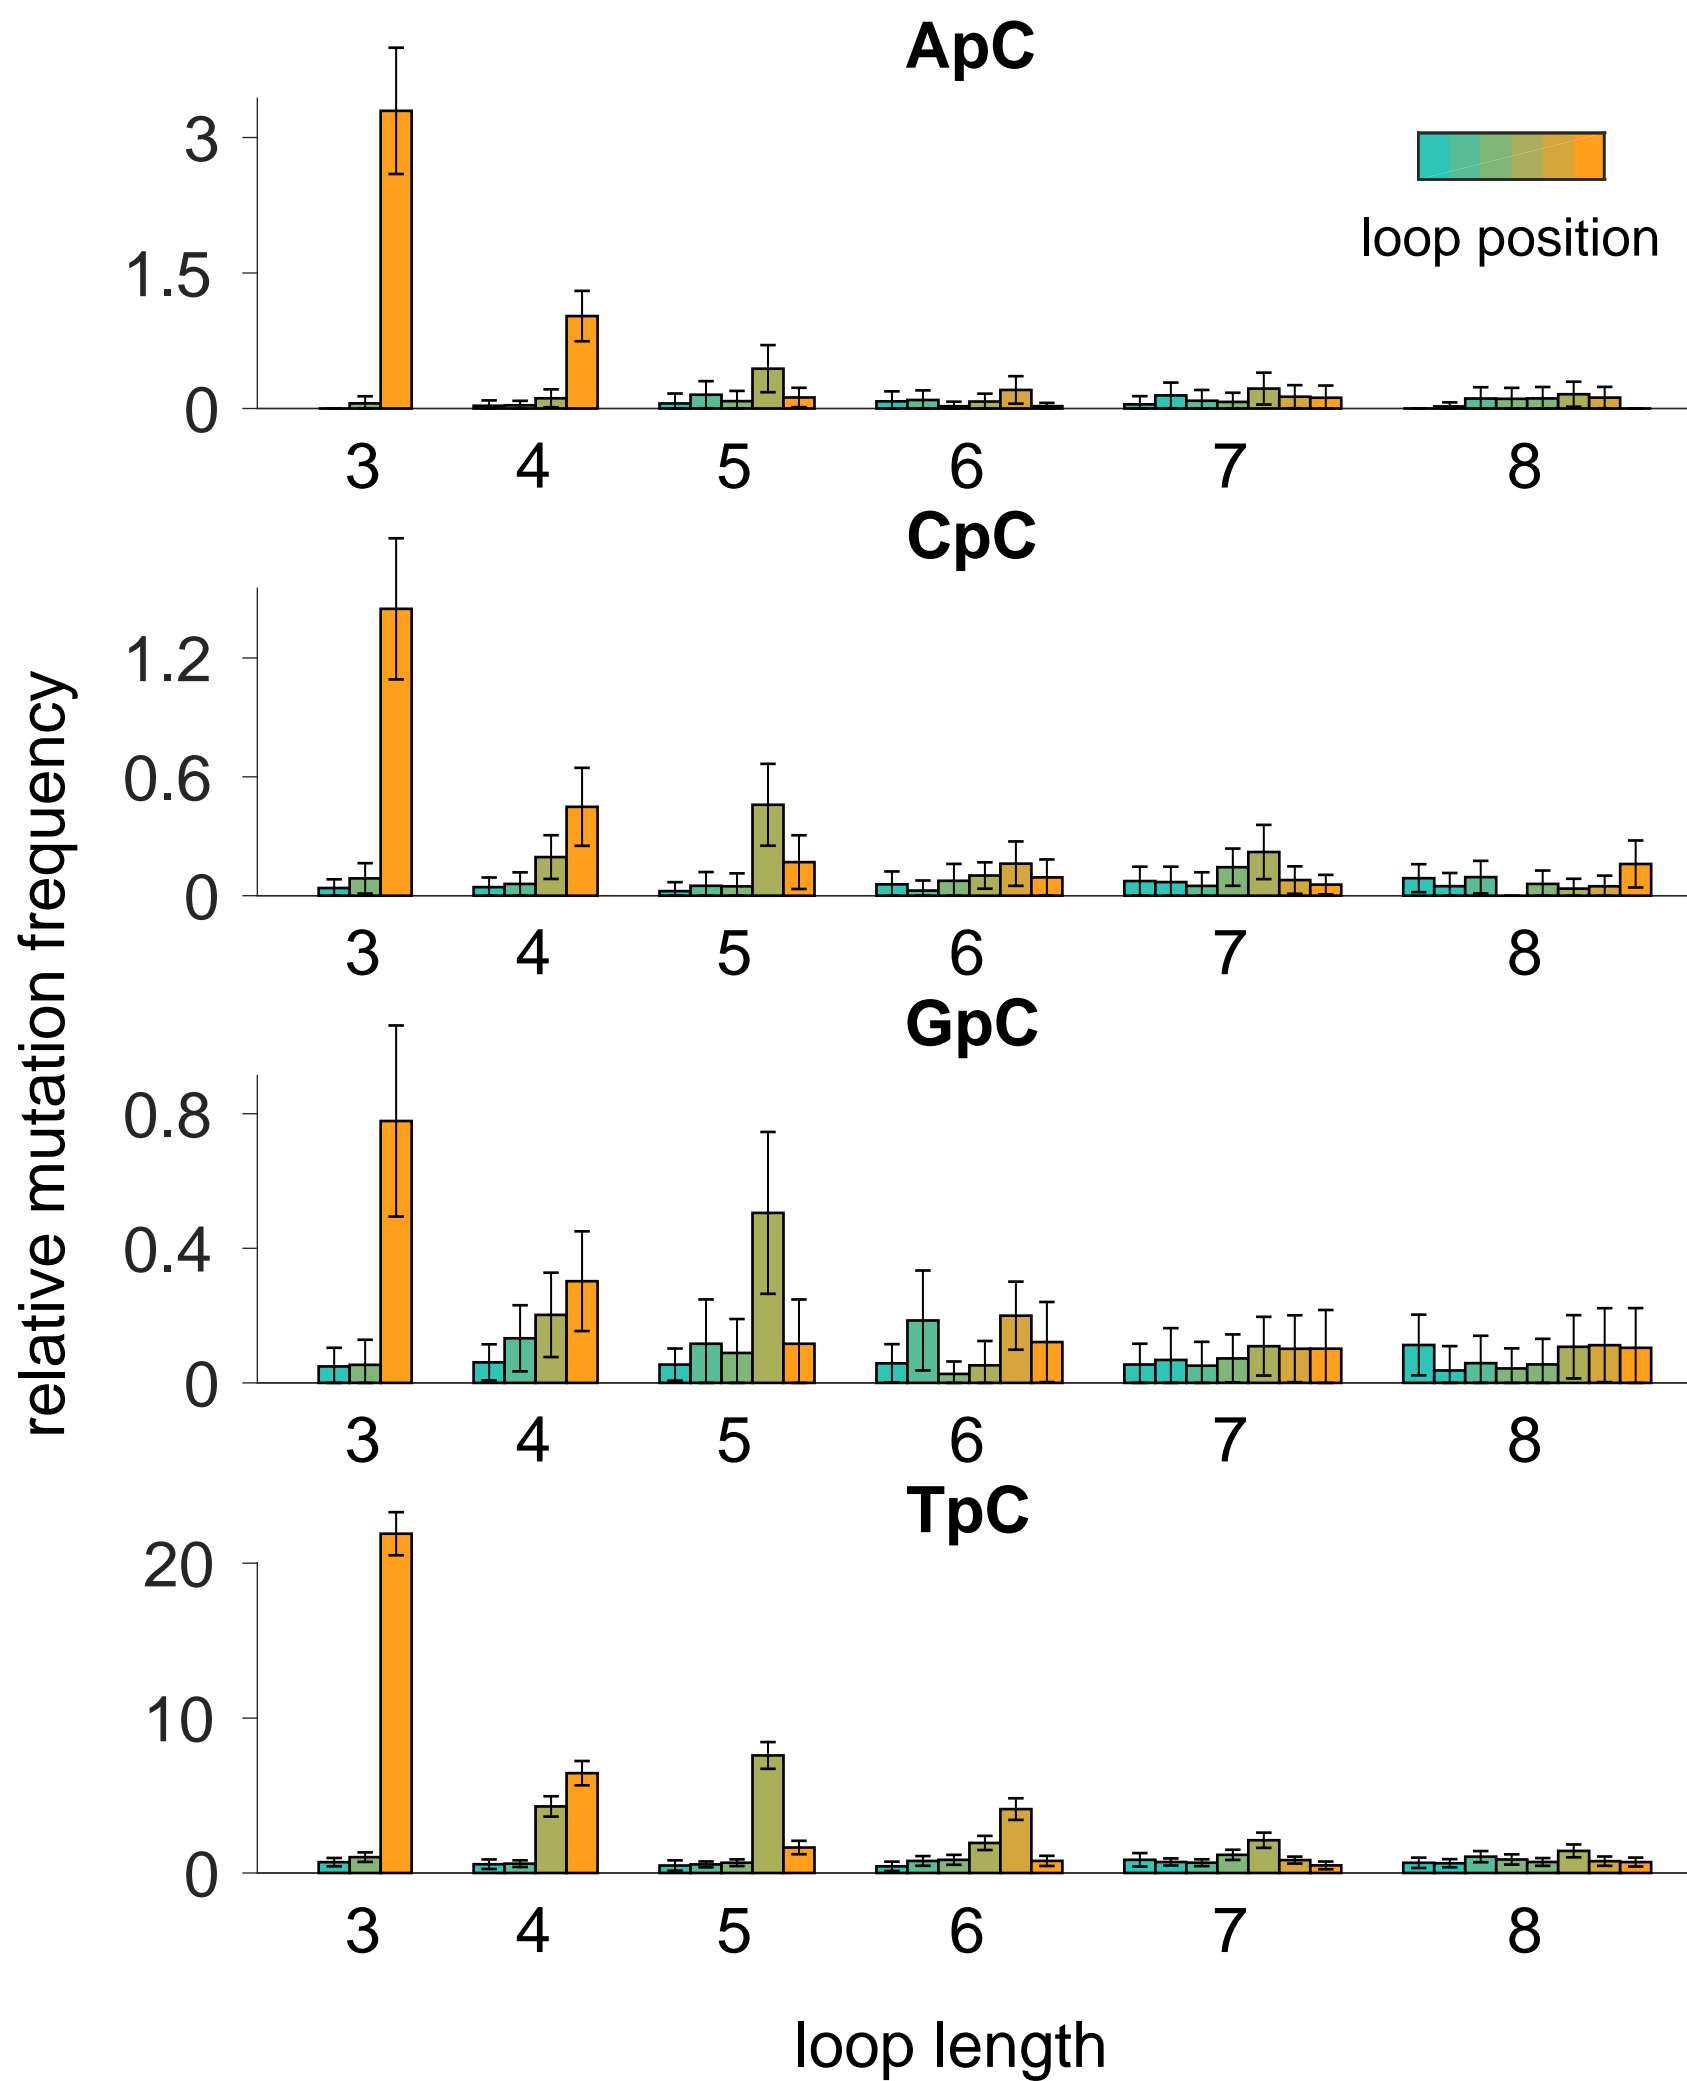 ApC
3
1.5
0
loop position
3 4 5 6 7 8
CpC
1.2
0.6
0
3 4 5 6 7 8
GpC
0.8
0.4
0
3 4 5 6 7 8
TpC
20
10
0
3 4 5 6 7 8
relative mutation frequency
loop length